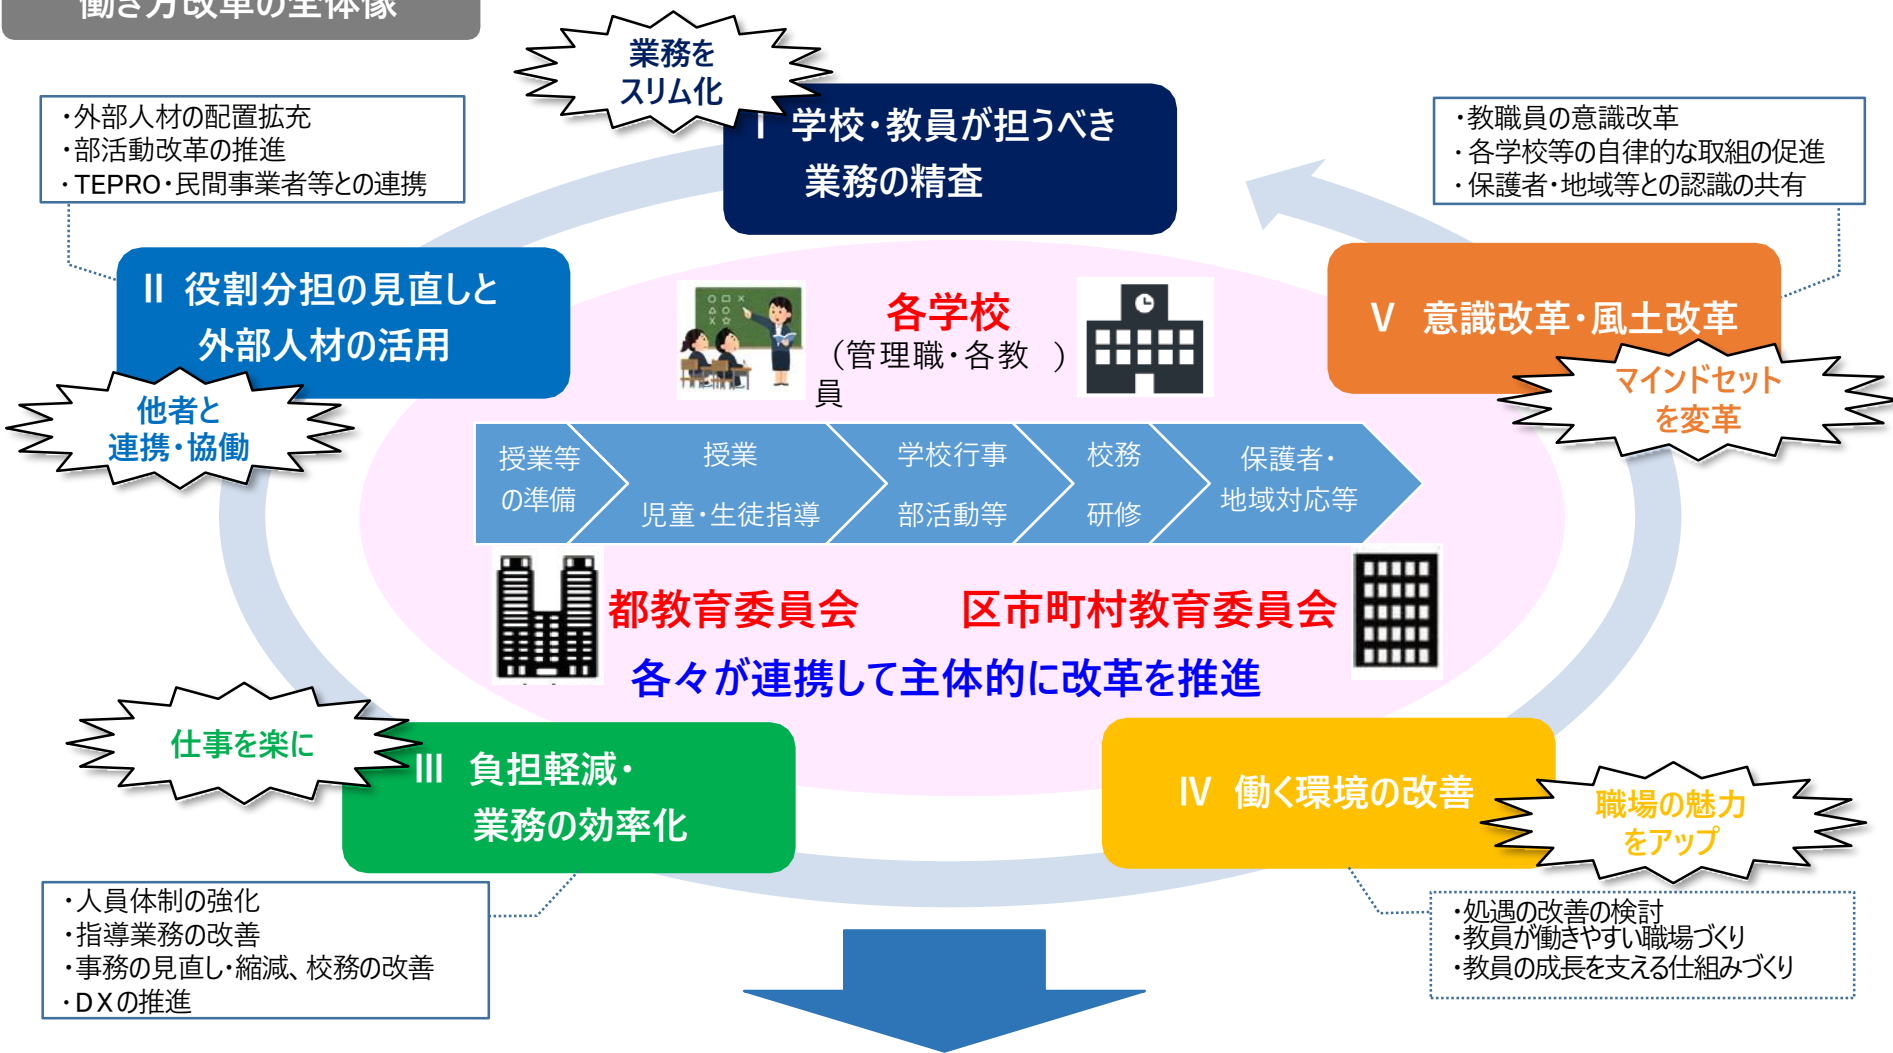 働き方改革の全体像
業務を
スリム化
Ⅰ 学校・教員が担うべき
業務の精査
・外部人材の配置拡充
・部活動改革の推進
・TEPRO・民間事業者等との連携
Ⅱ 役割分担の見直しと
外部人材の活用
他者と
連携・協働
・教職員の意識改革
・各学校等の自律的な取組の促進
・保護者・地域等との認識の共有
Ⅴ 意識改革・風土改革
マインドセット
を変革
各学校
（管理職・各教 ）
員
授業等
の準備
授業
児童・生徒指導
学校行事
部活動等
校務
研修
保護者・
地域対応等
都教育委員会
区市町村教育委員会
各々が連携して主体的に改革を推進
仕事を楽に
Ⅲ 負担軽減・
業務の効率化
・人員体制の強化
・指導業務の改善
・事務の見直し・縮減、校務の改善
・DXの推進
Ⅳ 働く環境の改善
職場の魅力
をアップ
・処遇の改善の検討
・教員が働きやすい職場づくり
・教員の成長を支える仕組みづくり